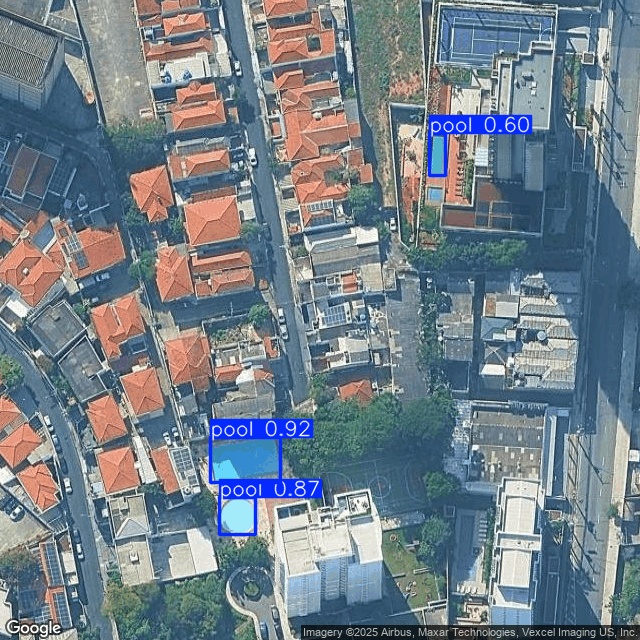 pool 0.60
pool 0.92
pool 0.87
Google
Imagery ©2025 Airbus, Maxar Technologies, Vexcel Imaging US, Inc